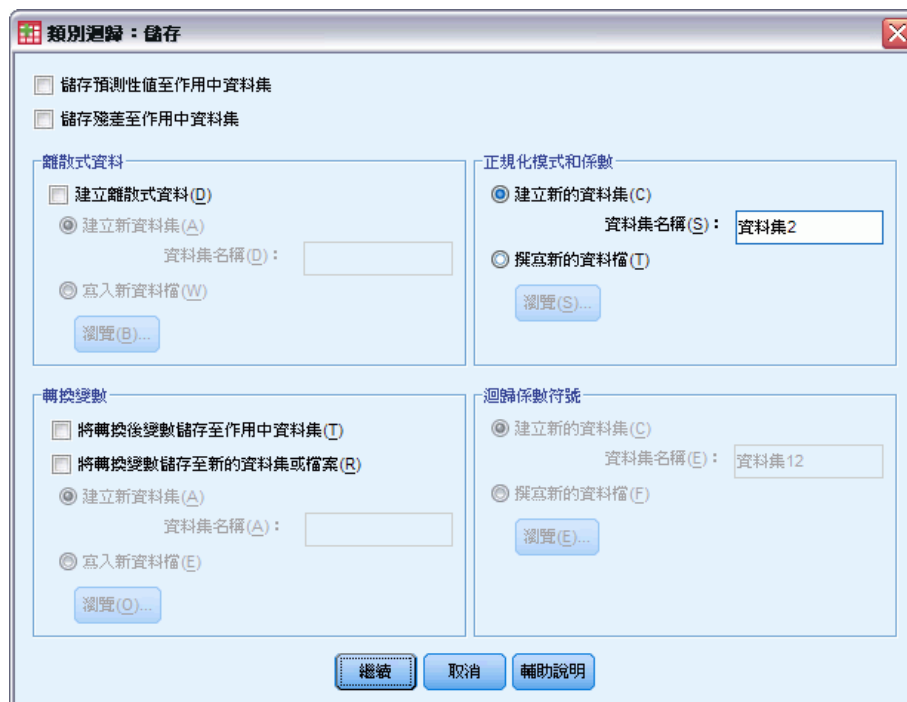 類別迴歸：儲存
儲存預測性值至作用中資料集
儲存殘差至作用中資料集
離散式資料
建立離散式資料(D)
建立新資料集(A)
資料集名稱(D)：
寫入新資料檔(W)
瀏覽(B)...
正規化模式和係數
建立新的資料集(C)
資料集名稱(S)： 資料集2
撰寫新的資料檔(T)
瀏覽(S)...
轉換變數
將轉換後變數儲存至作用中資料集(T)
將轉換變數儲存至新的資料集或檔案(R)
建立新資料集(A)
資料集名稱(A)：
寫入新資料檔(E)
瀏覽(O)...
迴歸係數符號
建立新的資料集(C)
資料集名稱(E)： 資料集12
撰寫新的資料檔(F)
瀏覽(E)...
繼續 取消 輔助說明